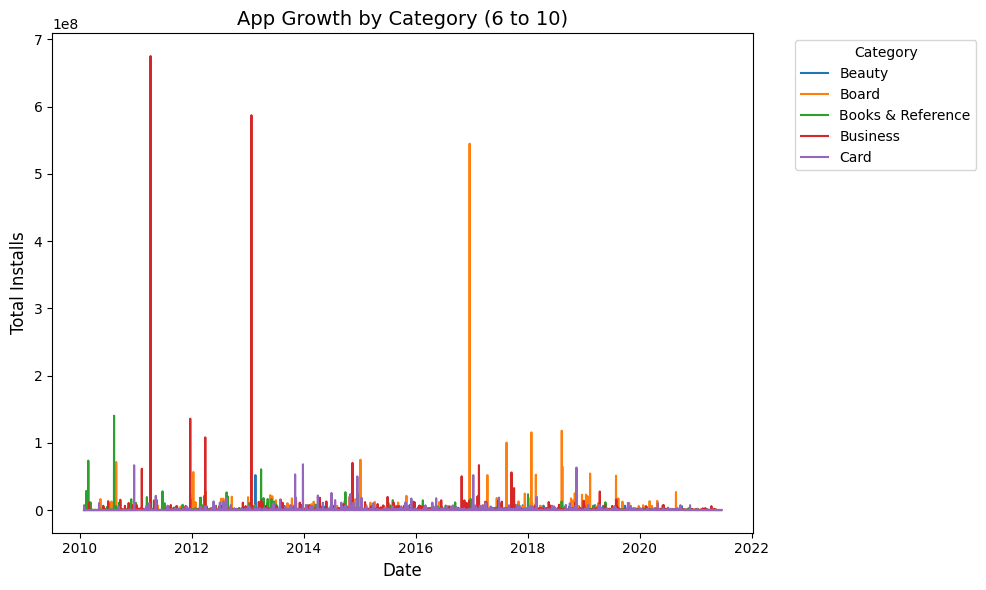 App Growth by Category (6 to 10)
1e8
7
6
5
4
3
2
1
0
Total Installs
2010 2012 2014 2016 2018 2020 2022
Date
Category
Beauty
Board
Books & Reference
Business
Card